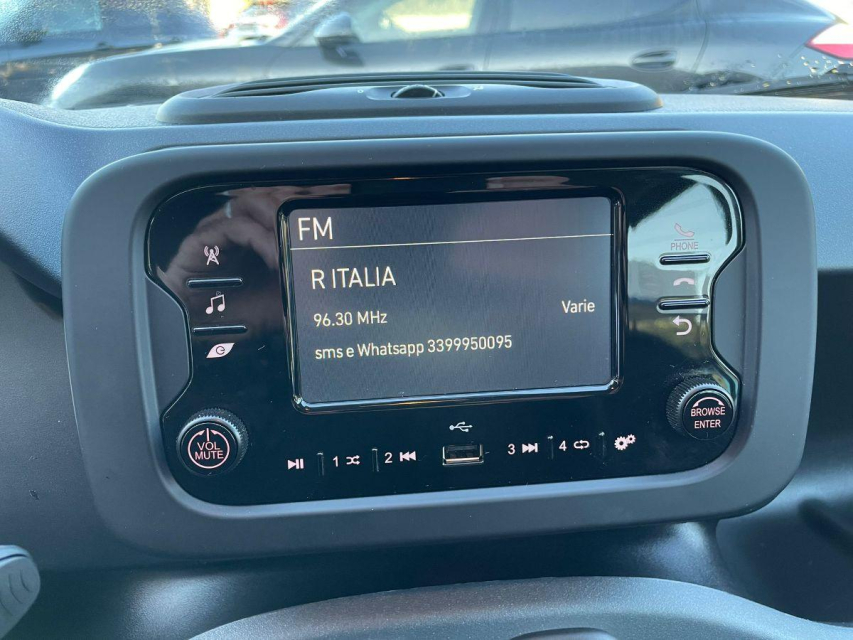 FM
R ITALIA
96.30 MHz
Varie
sms e Whatsapp 3399950095
PHONE
VOL
MUTE
BROWSE
ENTER
1
2
3
4